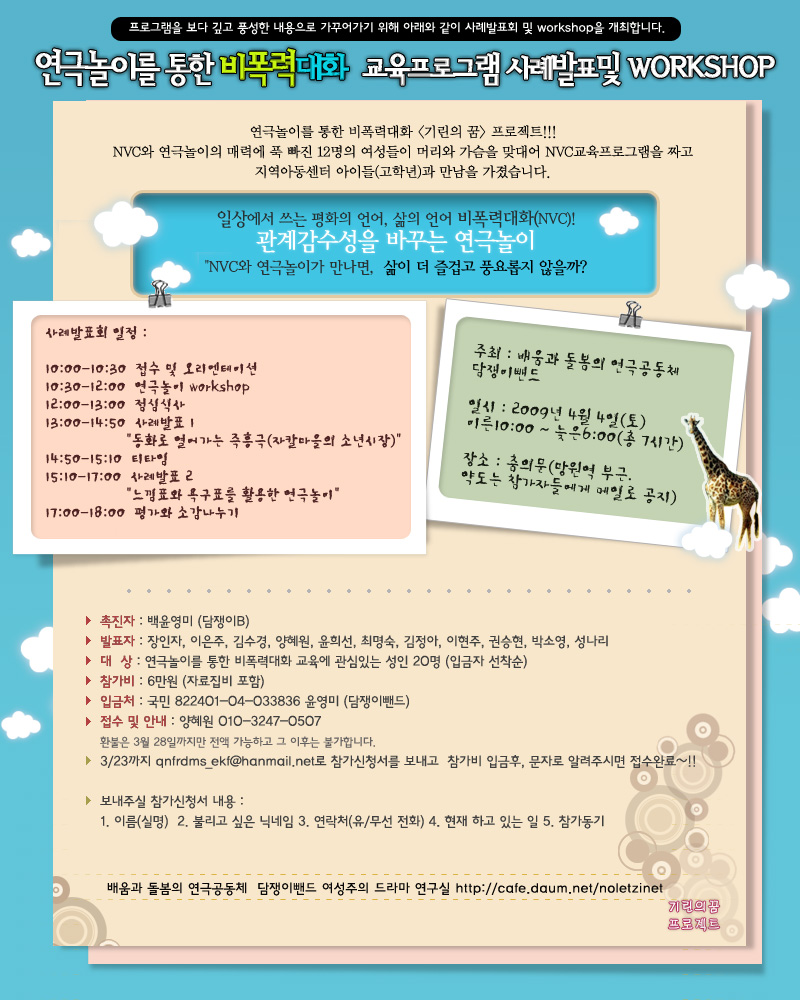 프로그램을 보다 깊고 풍성한 내용으로 가꾸어가기 위해 아래와 같이 사례발표회 및 workshop을 개최합니다.
연극놀이를 통한 비폭력대화 교육프로그램 사례발표및 WORKSHOP
연극놀이를 통한 비폭력대화 <기린의 꿈> 프로젝트!!!
NVC와 연극놀이의 매력에 푹 빠진 12명의 여성들이 머리와 가슴을 맞대어 NVC교육프로그램을 짜고
지역아동센터 아이들(고학년)과 만남을 가졌습니다.
일상에서 쓰는 평화의 언어, 삶의 언어 비폭력대화(NVC)!
관계감수성을 바꾸는 연극놀이
"NVC와 연극놀이가 만나면, 삶이 더 즐겁고 풍요롭지 않을까?
사례발표회 일정 :
10:00-10:30 접수 및 오리엔테이션
10:30-12:00 연극놀이 workshop
12:00-13:00 점심식사
13:00-14:50 사례발표 1
"동화로 열어가는 즉흥극(자칼마을의 소년시장)"
14:50-15:10 티타임
15:10-17:00 사례발표 2
"느낌표와 욕구표를 활용한 연극놀이"
17:00-18:00 평가와 소감나누기
주최 : 배움과 돌봄의 연극공동체
담쟁이밴드
일시 : 2009년 4월 4일(토)
이른10:00 ~ 늦은6:00(총 7시간)
장소 : 춤의문(망원역 부근.
약도는 참가자들에게 메일로 공지)
촉진자 : 백윤영미 (담쟁이B)
발표자 : 장인자, 이은주, 김수경, 양혜원, 윤희선, 최명숙, 김정아, 이현주, 권승현, 박소영, 성나리
대 상 : 연극놀이를 통한 비폭력대화 교육에 관심있는 성인 20명 (입금자 선착순)
참가비 : 6만원 (자료집비 포함)
입금처 : 국민 822401-04-033836 윤영미 (담쟁이밴드)
접수 및 안내 : 양혜원 010-3247-0507
환불은 3월 28일까지만 전액 가능하고 그 이후는 불가합니다.
3/23까지 qnfrdms_ekf@hanmail.net로 참가신청서를 보내고 참가비 입금후, 문자로 알려주시면 접수완료~!!
보내주실 참가신청서 내용 :
1. 이름(실명) 2. 불리고 싶은 닉네임 3. 연락처(유/무선 전화) 4. 현재 하고 있는 일 5. 참가동기
배움과 돌봄의 연극공동체 담쟁이밴드 여성주의 드라마 연구실 http://cafe.daum.net/noletzinet
기린의꿈
프로젝트